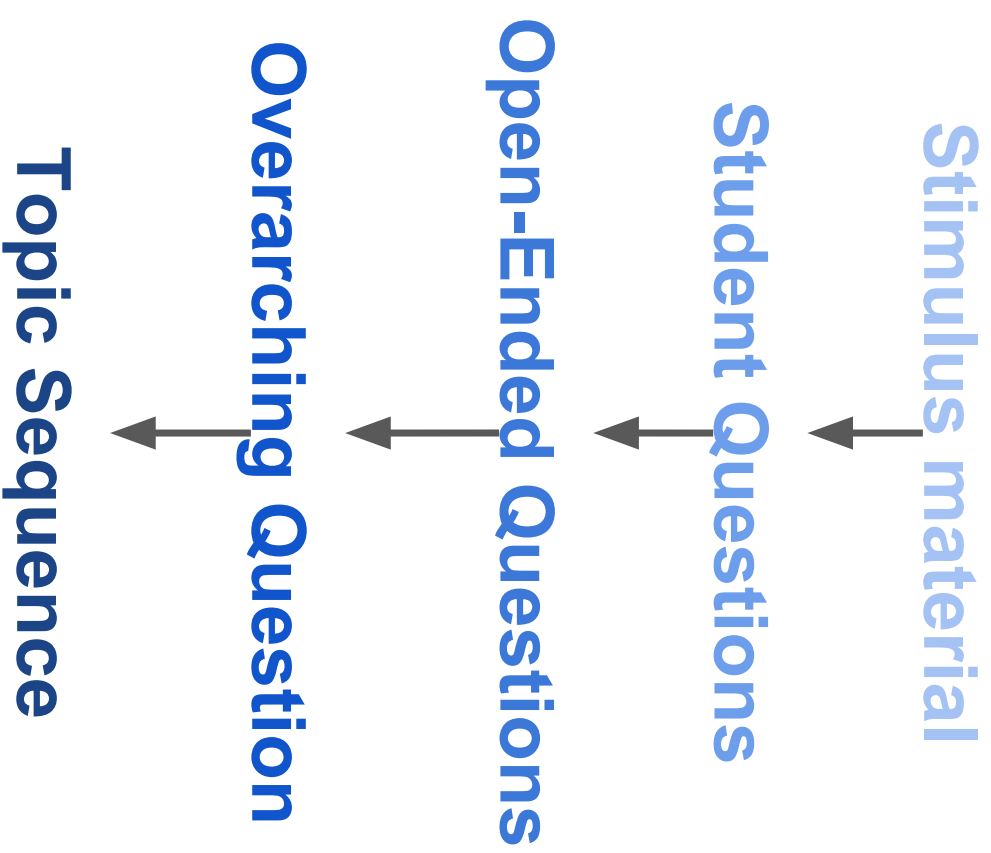 Stimulus material
Student Questions
Open-Ended Questions
Overarching Question
Topic Sequence